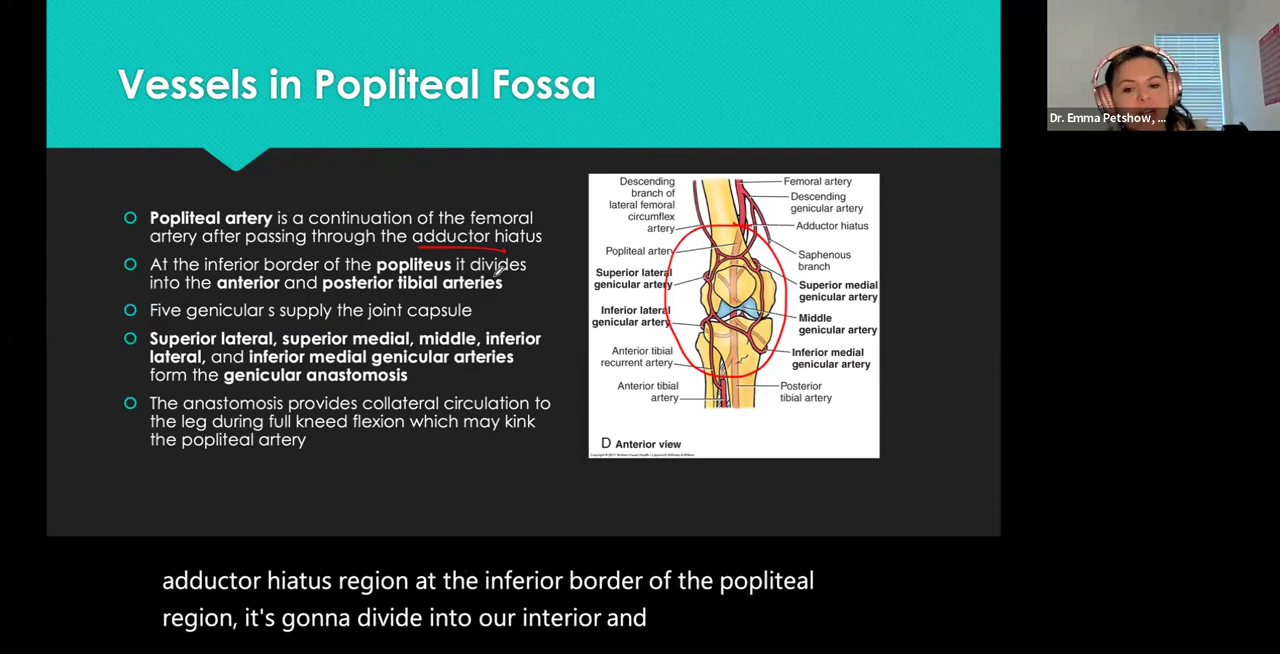 Vessels in Popliteal Fossa
Dr. Emma Petshow, ...
Popliteal artery is a continuation of the femoral
artery after passing through the adductor hiatus
At the inferior border of the popliteus it divides
into the anterior and posterior tibial arteries
Five genicular s supply the joint capsule
Superior lateral, superior medial, middle, inferior
lateral, and inferior medial genicular arteries
form the genicular anastomosis
The anastomosis provides collateral circulation to
the leg during full kneed flexion which may kink
the popliteal artery
Descending
branch of
lateral femoral
circumflex
artery
Popliteal artery
Superior lateral
genicular artery
Inferior lateral
genicular artery
Anterior tibial
recurrent artery
Anterior tibial
artery
Femoral artery
Descending
genicular artery
Adductor hiatus
Saphenous
branch
Superior medial
genicular artery
Middle
genicular artery
Inferior medial
genicular artery
Posterior
tibial artery
D Anterior view
adductor hiatus region at the inferior border of the popliteal
region, it's gonna divide into our interior and